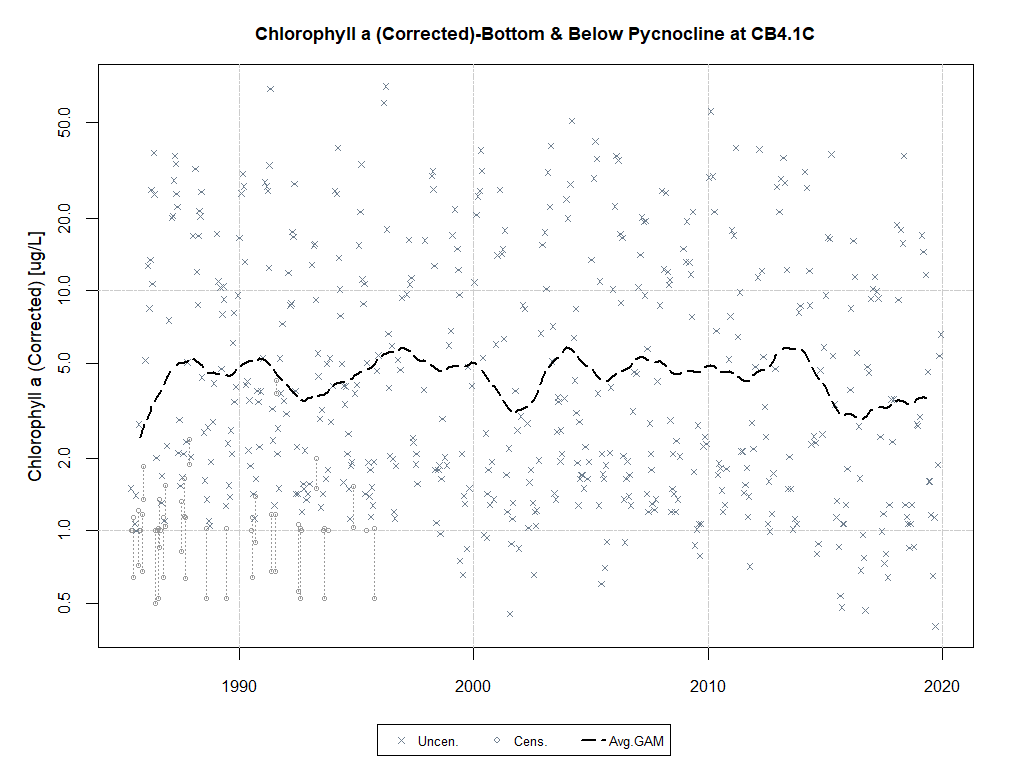 Chlorophyll a (Corrected)-Bottom & Below Pycnocline at CB4.1C
Chlorophyll a (Corrected) [ug/L]
50.0
20.0
10.0
5.0
2.0
1.0
0.5
1990 2000 2010 2020
Uncen. Cens. Avg.GAM